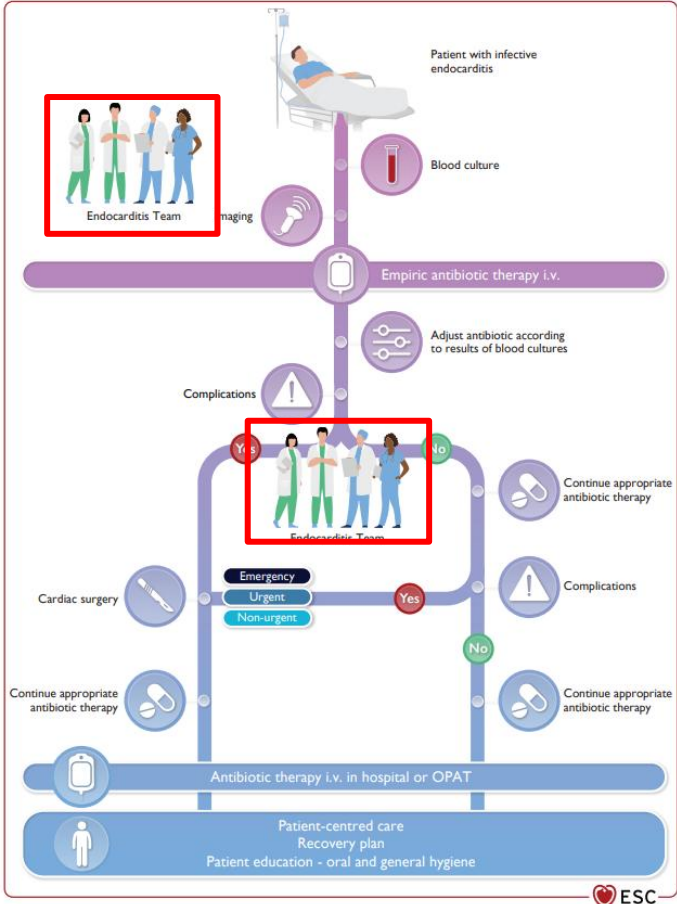 Patient with infective
endocarditis
Blood culture
Endocarditis Team
maging
Empiric antibiotic therapy i.v.
Adjust antibiotic according
to results of blood cultures
Complications
Yes
No
Endocarditis Team
Continue appropriate
antibiotic therapy
Emergency
Urgent
Non-urgent
Cardiac surgery
Yes
Complications
No
Continue appropriate
antibiotic therapy
Continue appropriate
antibiotic therapy
Antibiotic therapy i.v. in hospital or OPAT
Patient-centred care
Recovery plan
Patient education - oral and general hygiene
ESC